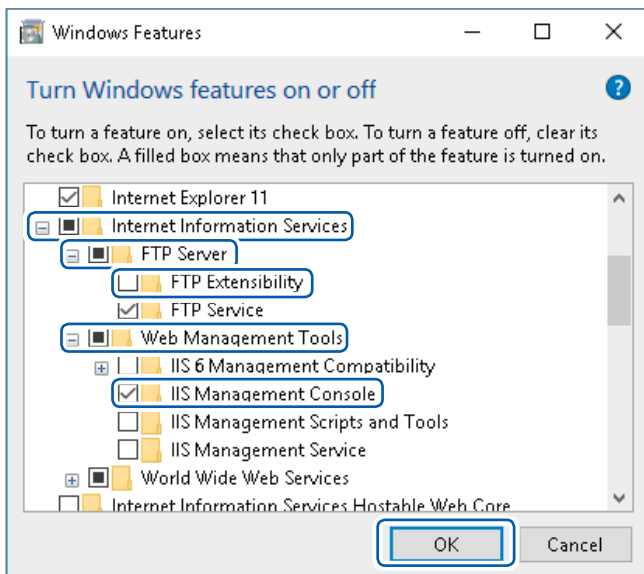 Windows Features
Turn Windows features on or off
?
To turn a feature on, select its check box. To turn a feature off, clear its
check box. A filled box means that only part of the feature is turned on.
Internet Explorer 11
Internet Information Services
FTP Server
FTP Extensibility
FTP Service
Web Management Tools
IIS 6 Management Compatibility
IIS Management Console
IIS Management Scripts and Tools
IIS Management Service
World Wide Web Services
Internet Information Services Hostable Web Core
OK Cancel